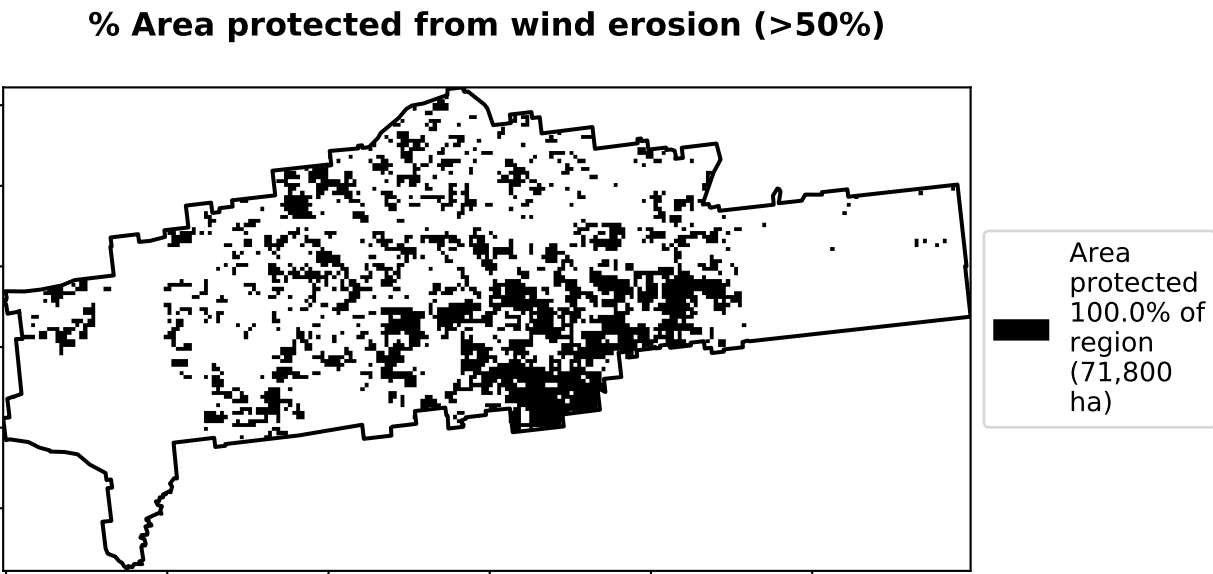 % Area protected from wind erosion (>50%)
Area
protected
100.0% of
region
(71,800
ha)